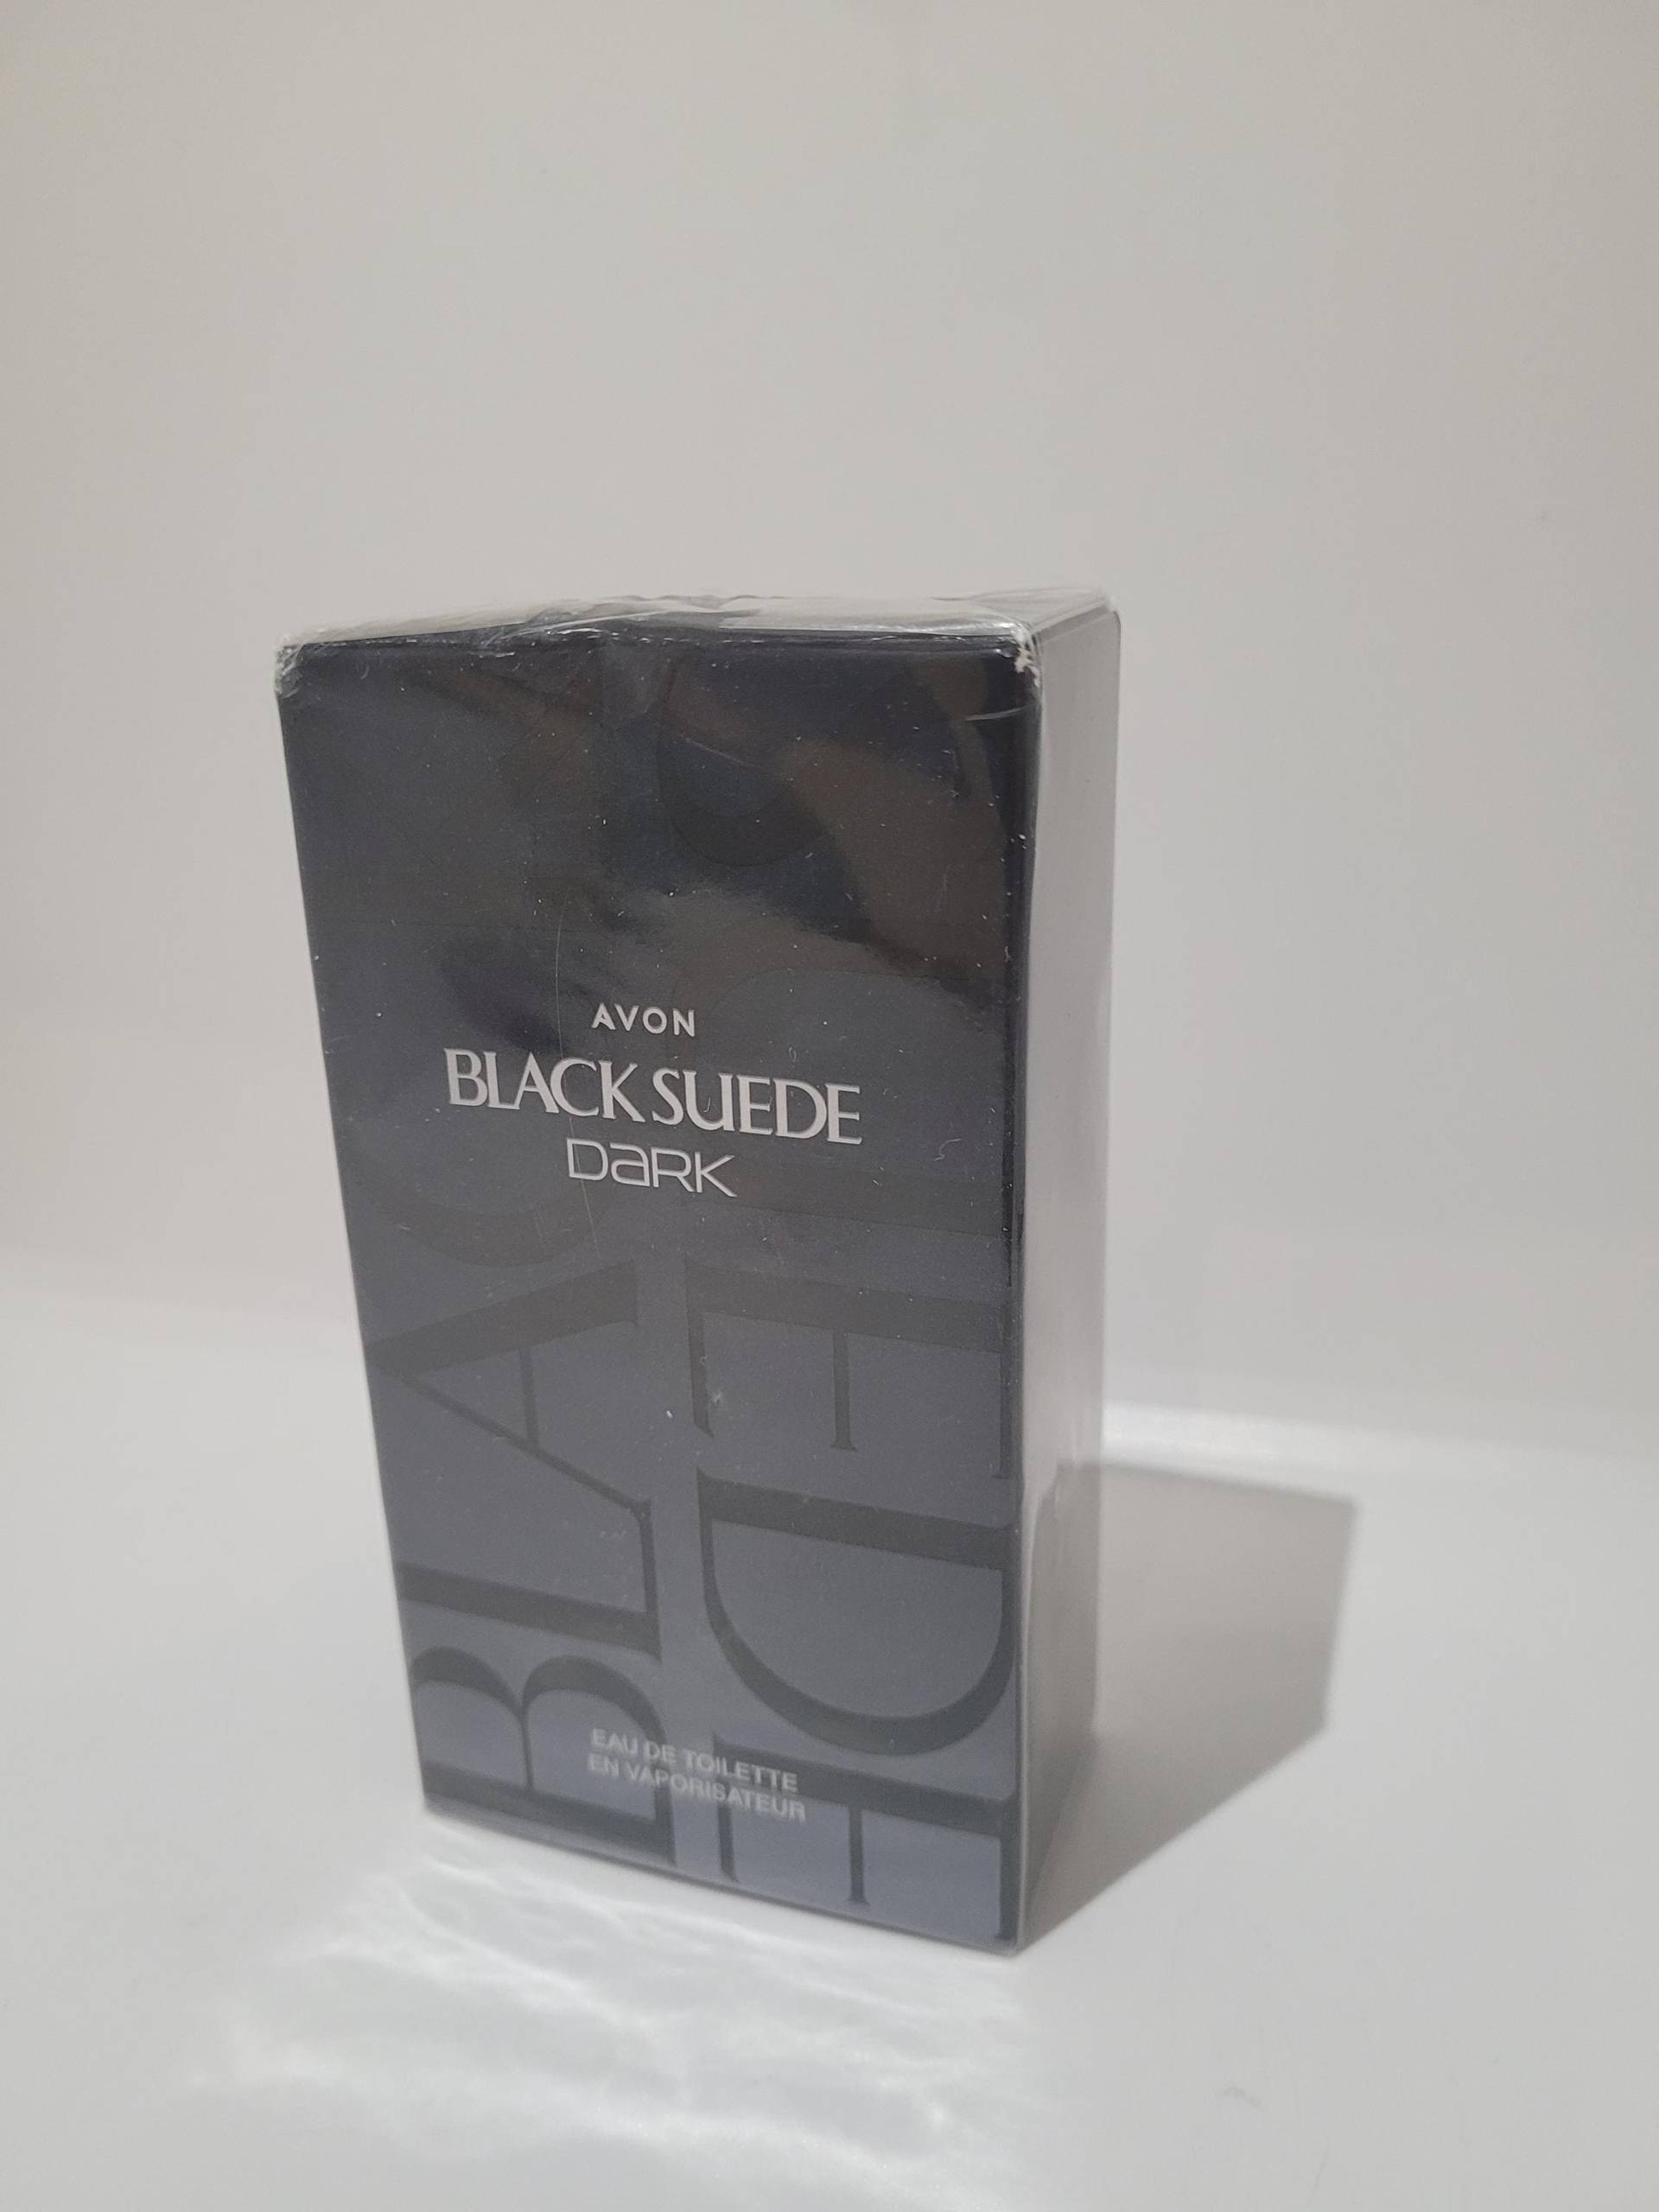 AVON
BLACK SUEDE
DARK
EAU DE TOILETTE
EN VAPORISATEUR